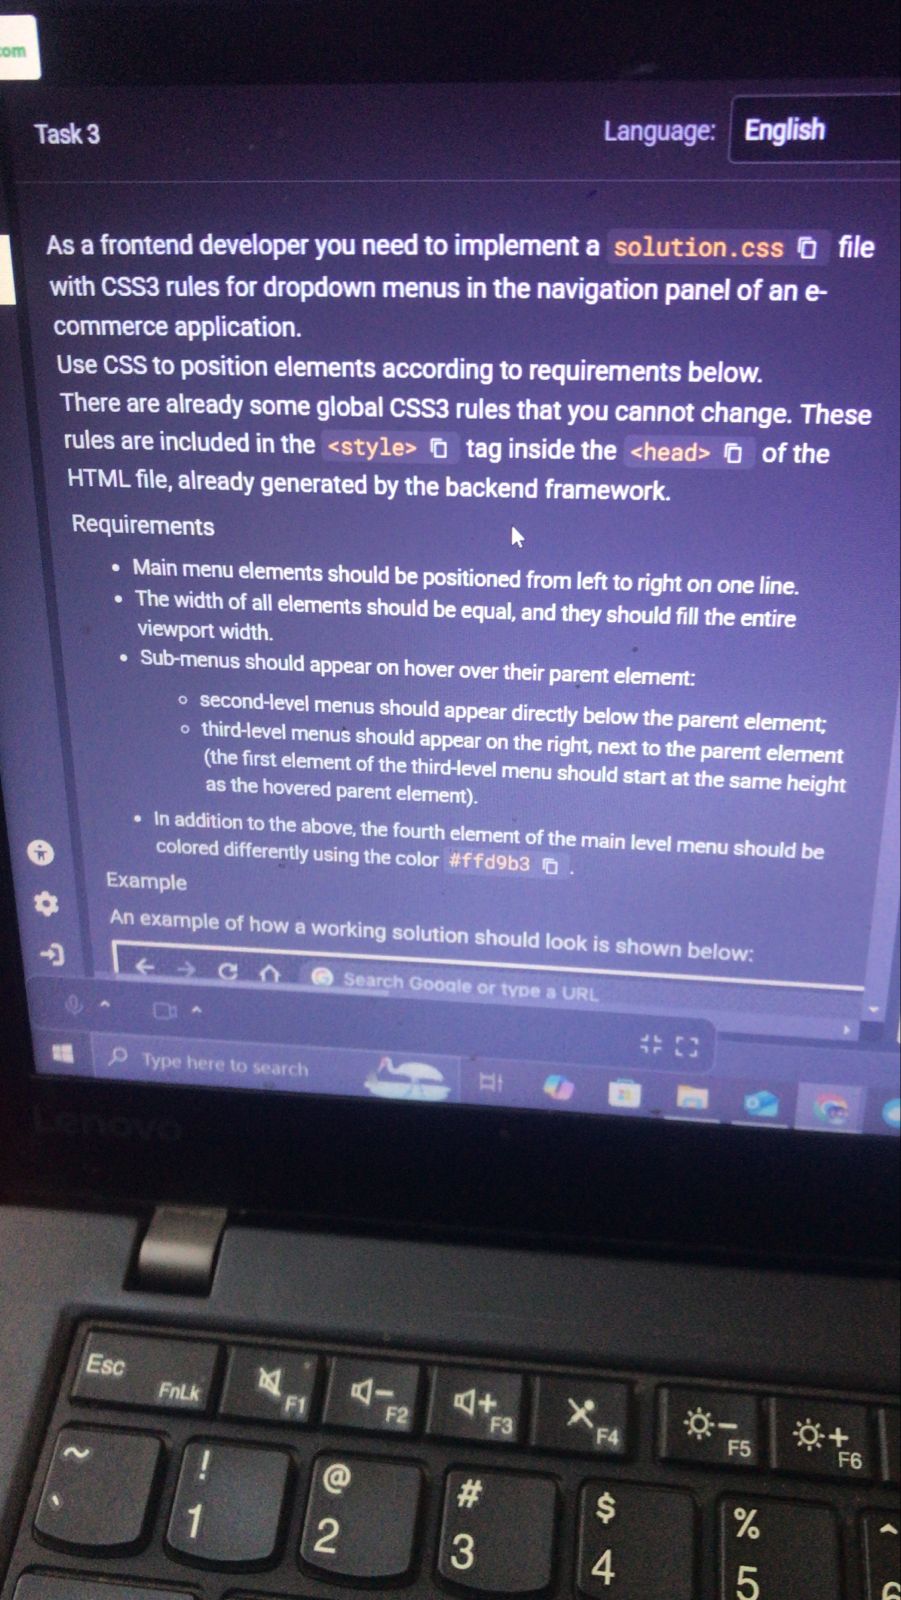 com
Task 3
Language: English
As a frontend developer you need to implement a solution.css file
with CSS3 rules for dropdown menus in the navigation panel of an e-
commerce application.
Use CSS to position elements according to requirements below.
There are already some global CSS3 rules that you cannot change. These
rules are included in the <style> tag inside the <head> of the
HTML file, already generated by the backend framework.
Requirements
• Main menu elements should be positioned from left to right on one line.
• The width of all elements should be equal, and they should fill the entire
viewport width.
• Sub-menus should appear on hover over their parent element:
◦ second-level menus should appear directly below the parent element;
◦ third-level menus should appear on the right, next to the parent element
(the first element of the third-level menu should start at the same height
as the hovered parent element).
• In addition to the above, the fourth element of the main level menu should be
colored differently using the color #ffd9b3 .
Example
An example of how a working solution should look is shown below:
Search Google or type a URL
Type here to search
Lenovo
Esc FnLk F1 F2 F3 F4 F5 F6
~ ` ! 1 @ 2 # 3 $ 4 % 5 ^ 6